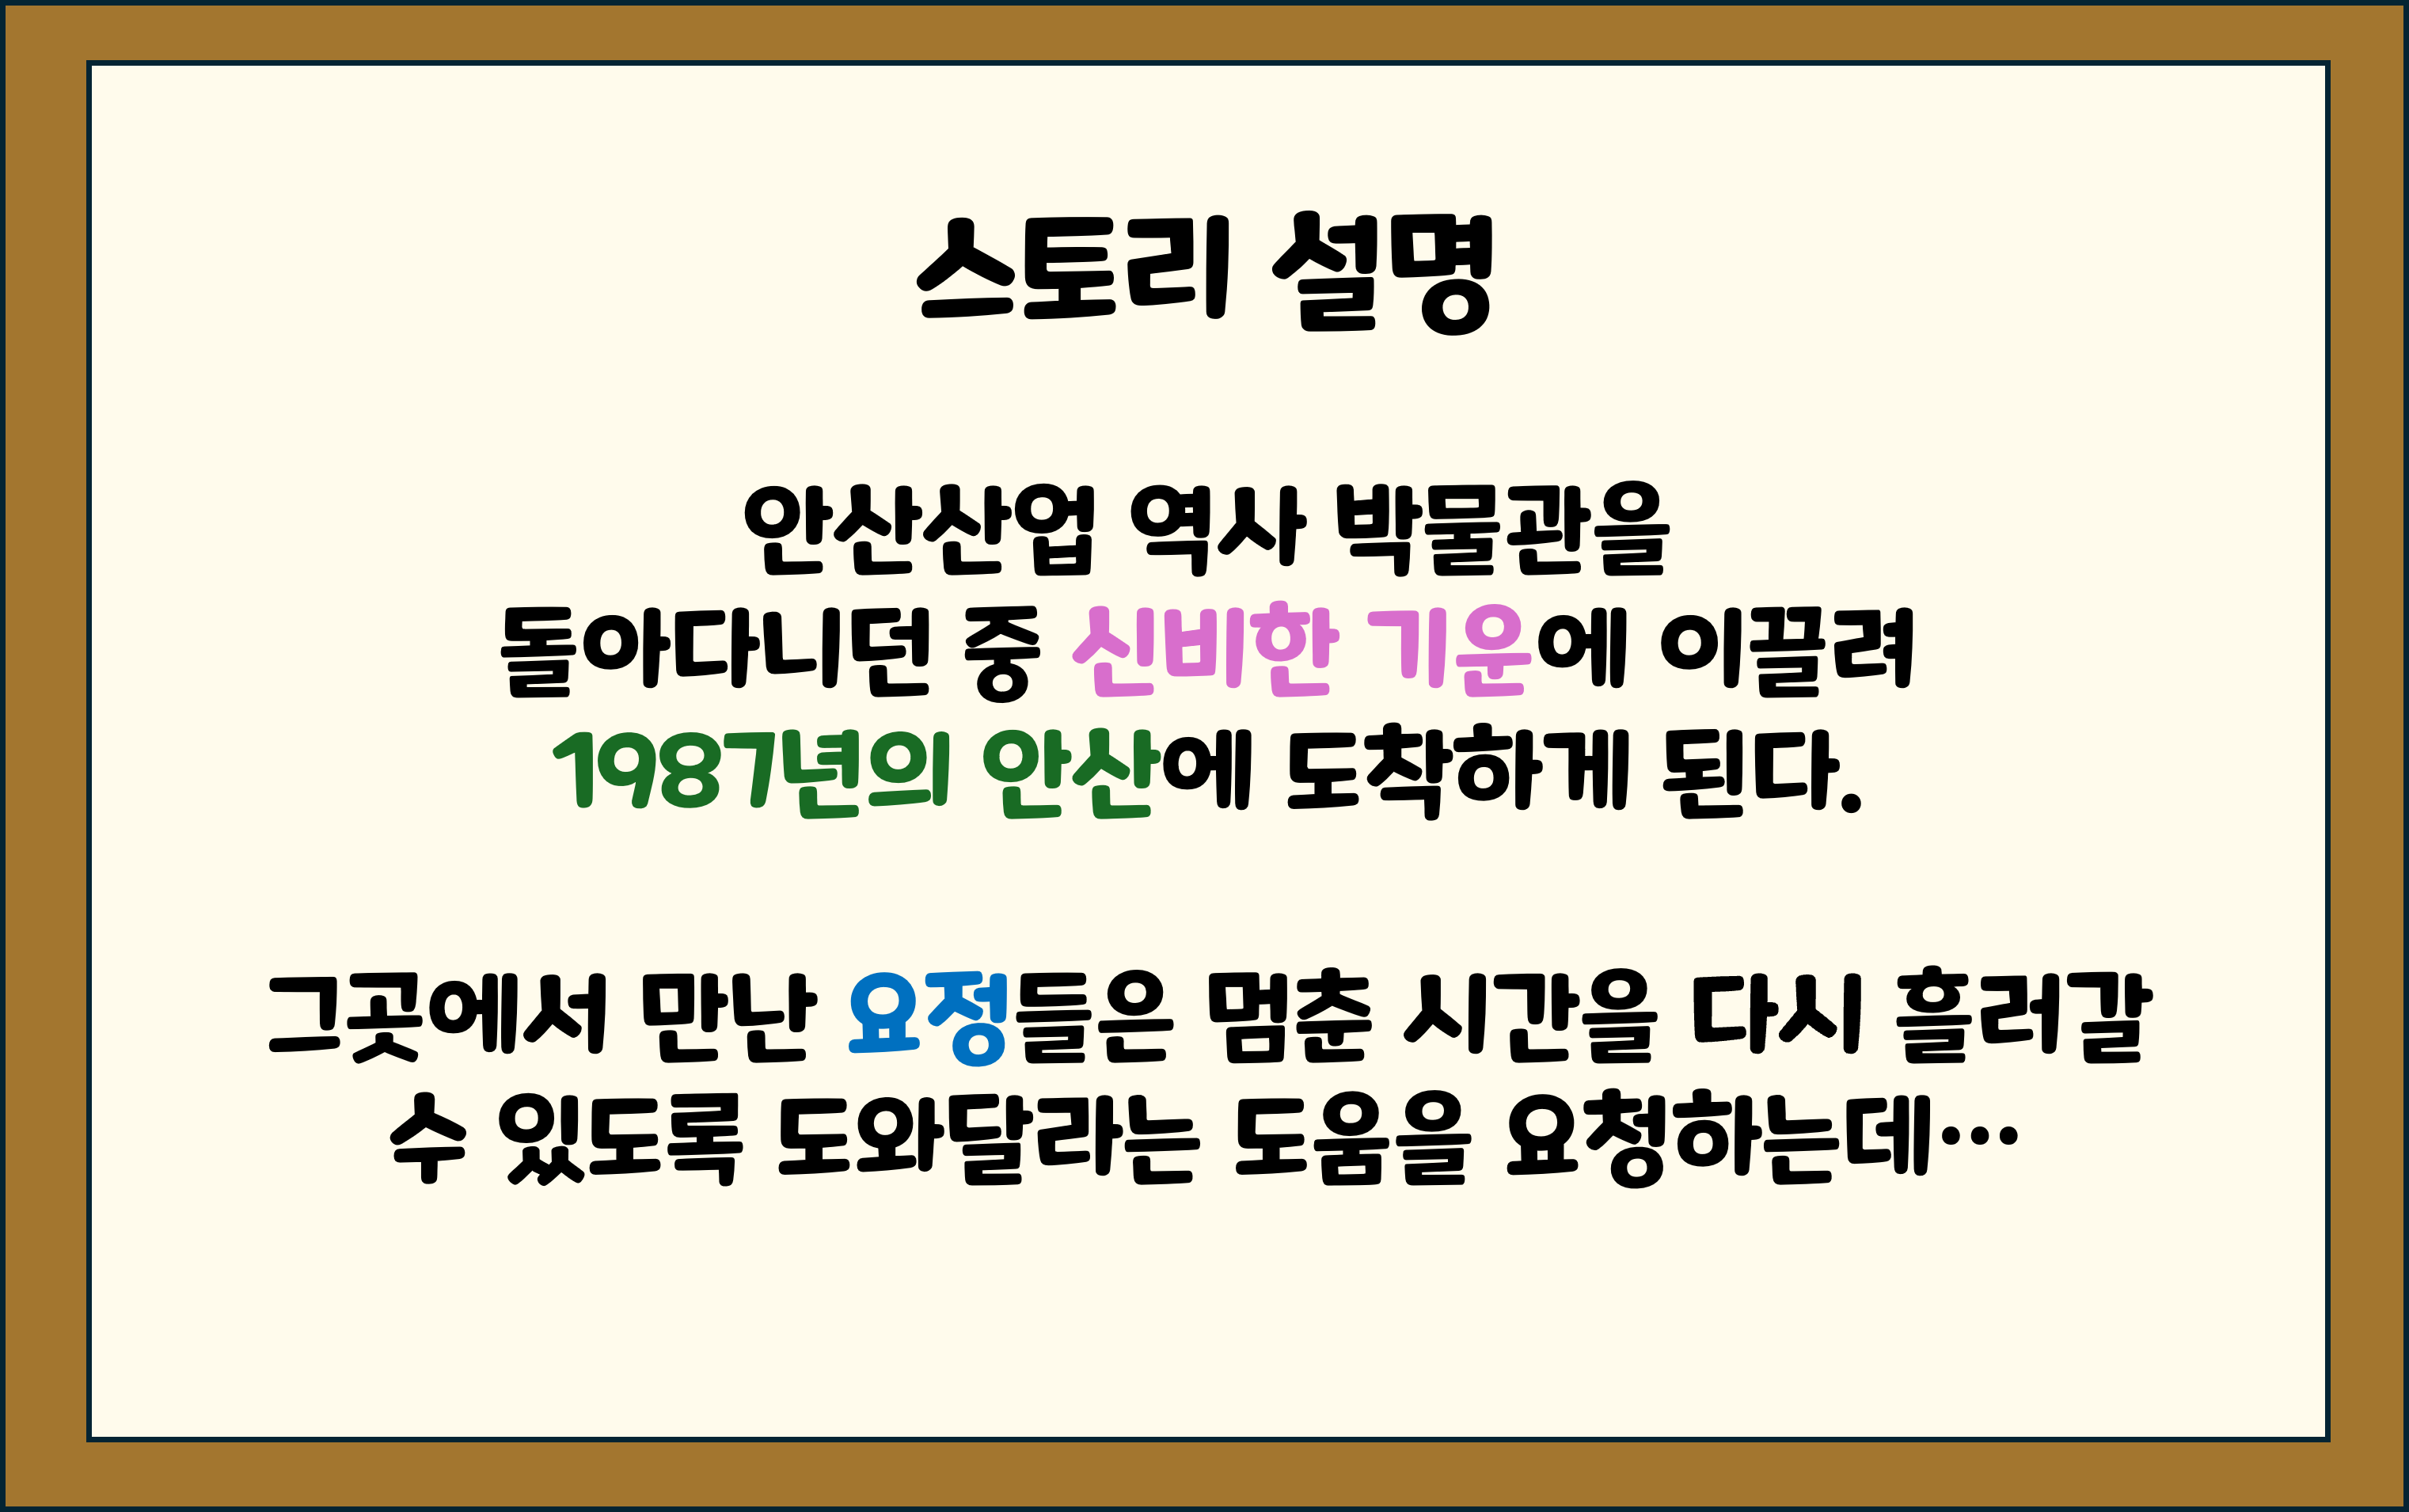 스토리 설명
안산산업 역사 박물관을
돌아다니던 중 신비한 기운에 이끌려
1987년의 안산에 도착하게 된다.
그곳에서 만난 요정들은 멈춘 시간을 다시 흘러갈
수 있도록 도와달라는 도움을 요청하는데…